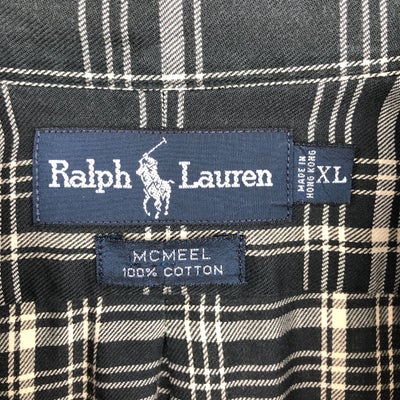 Ralph Lauren
MADE IN
HONG KONG
XL
MCMEEL
100% COTTON